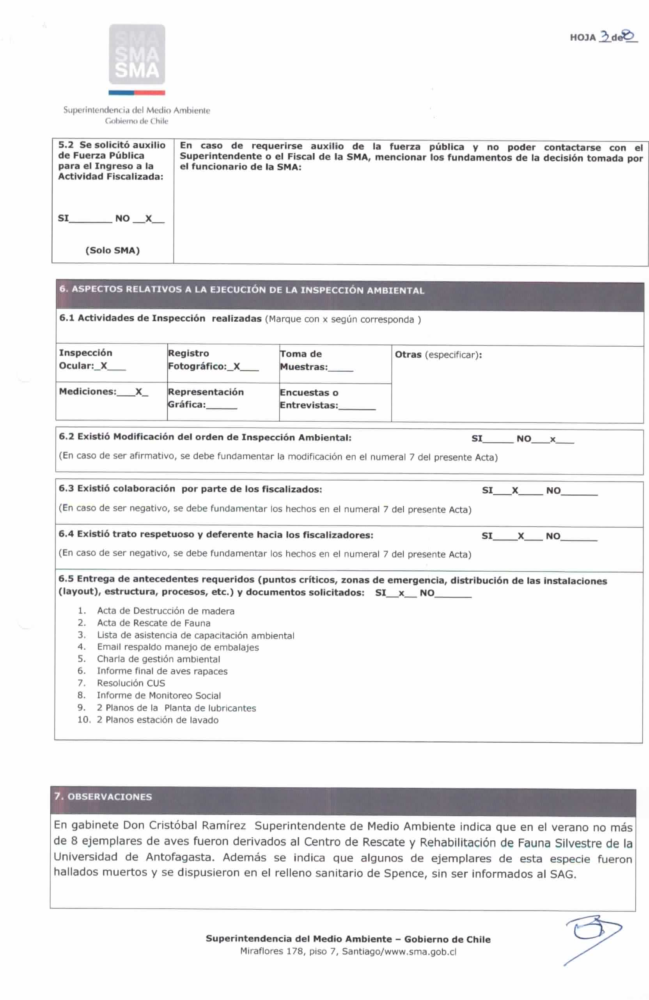 SMA
SMA
SMA
HOJA 3 de 8
Superintendencia del Medio Ambiente
Gobierno de Chile
5.2 Se solicitó auxilio
de Fuerza Pública
para el Ingreso a la
Actividad Fiscalizada:
SI_______ NO __X__
(Solo SMA)
En caso de requerirse auxilio de la fuerza pública y no poder contactarse con el
Superintendente o el Fiscal de la SMA, mencionar los fundamentos de la decisión tomada por
el funcionario de la SMA:
6. ASPECTOS RELATIVOS A LA EJECUCIÓN DE LA INSPECCIÓN AMBIENTAL
6.1 Actividades de Inspección realizadas (Marque con x según corresponda )
Inspección
Ocular:_X___
Registro
Fotográfico:_X___
Toma de
Muestras:____
Otras (especificar):
Mediciones:___X_
Representación
Gráfica:_____
Encuestas o
Entrevistas:______
6.2 Existió Modificación del orden de Inspección Ambiental: SI_____ NO___x___
(En caso de ser afirmativo, se debe fundamentar la modificación en el numeral 7 del presente Acta)
6.3 Existió colaboración por parte de los fiscalizados: SI___X____ NO______
(En caso de ser negativo, se debe fundamentar los hechos en el numeral 7 del presente Acta)
6.4 Existió trato respetuoso y deferente hacia los fiscalizadores: SI____X___ NO______
(En caso de ser negativo, se debe fundamentar los hechos en el numeral 7 del presente Acta)
6.5 Entrega de antecedentes requeridos (puntos críticos, zonas de emergencia, distribución de las instalaciones
(layout), estructura, procesos, etc.) y documentos solicitados: SI__x__ NO______
1. Acta de Destrucción de madera
2. Acta de Rescate de Fauna
3. Lista de asistencia de capacitación ambiental
4. Email respaldo manejo de embalajes
5. Charla de gestión ambiental
6. Informe final de aves rapaces
7. Resolución CUS
8. Informe de Monitoreo Social
9. 2 Planos de la Planta de lubricantes
10. 2 Planos estación de lavado
7. OBSERVACIONES
En gabinete Don Cristóbal Ramírez Superintendente de Medio Ambiente indica que en el verano no más
de 8 ejemplares de aves fueron derivados al Centro de Rescate y Rehabilitación de Fauna Silvestre de la
Universidad de Antofagasta. Además se indica que algunos de ejemplares de esta especie fueron
hallados muertos y se dispusieron en el relleno sanitario de Spence, sin ser informados al SAG.
Superintendencia del Medio Ambiente – Gobierno de Chile
Miraflores 178, piso 7, Santiago/www.sma.gob.cl